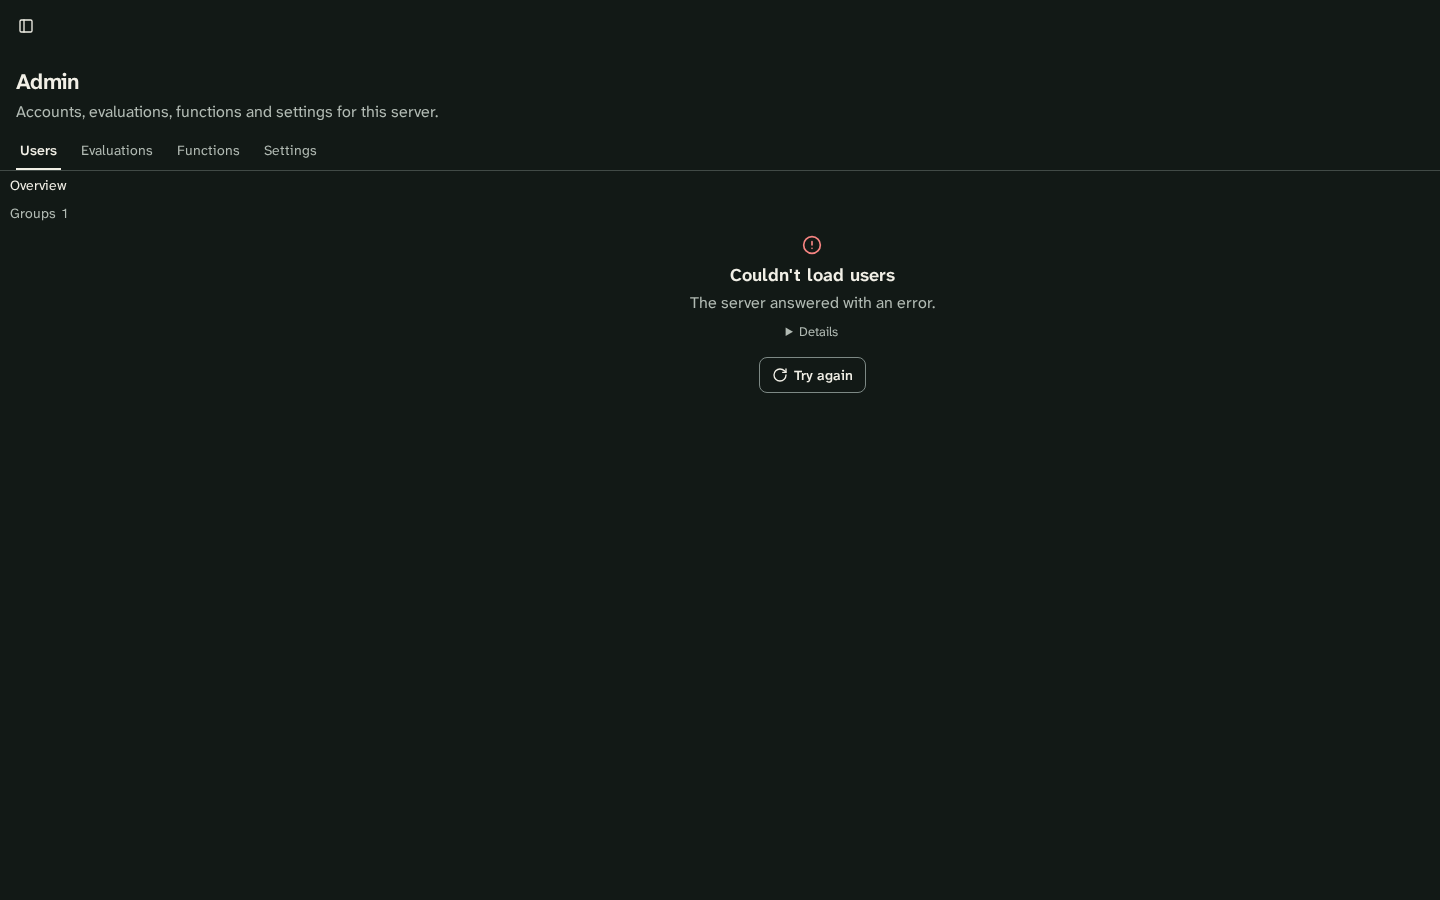 Admin
Accounts, evaluations, functions and settings for this server.
Users Evaluations Functions Settings
Overview
Groups 1
Couldn't load users
The server answered with an error.
Details
Try again